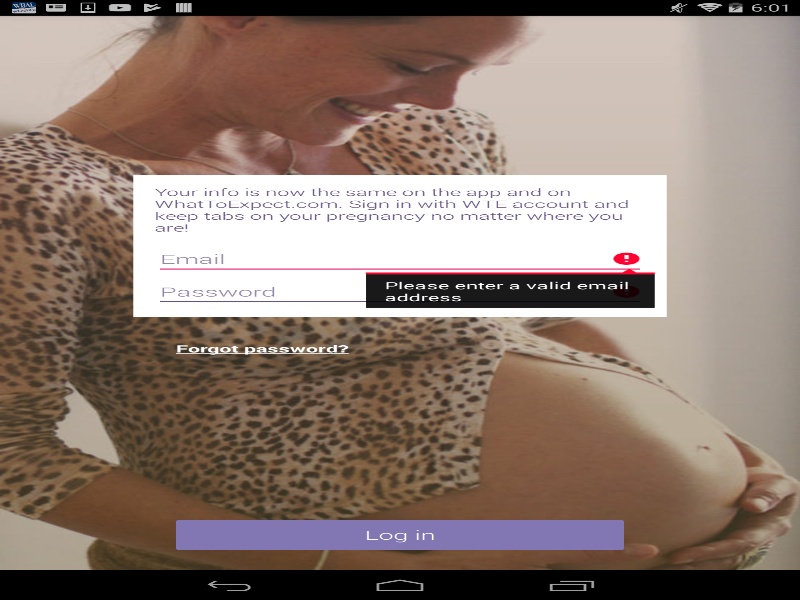 6:01
Your info is now the same on the app and on
WhatToExpect.com. Sign in with WTE account and
keep tabs on your pregnancy no matter where you
are!
Email
Please enter a valid email
address
Password
Forgot password?
Log in